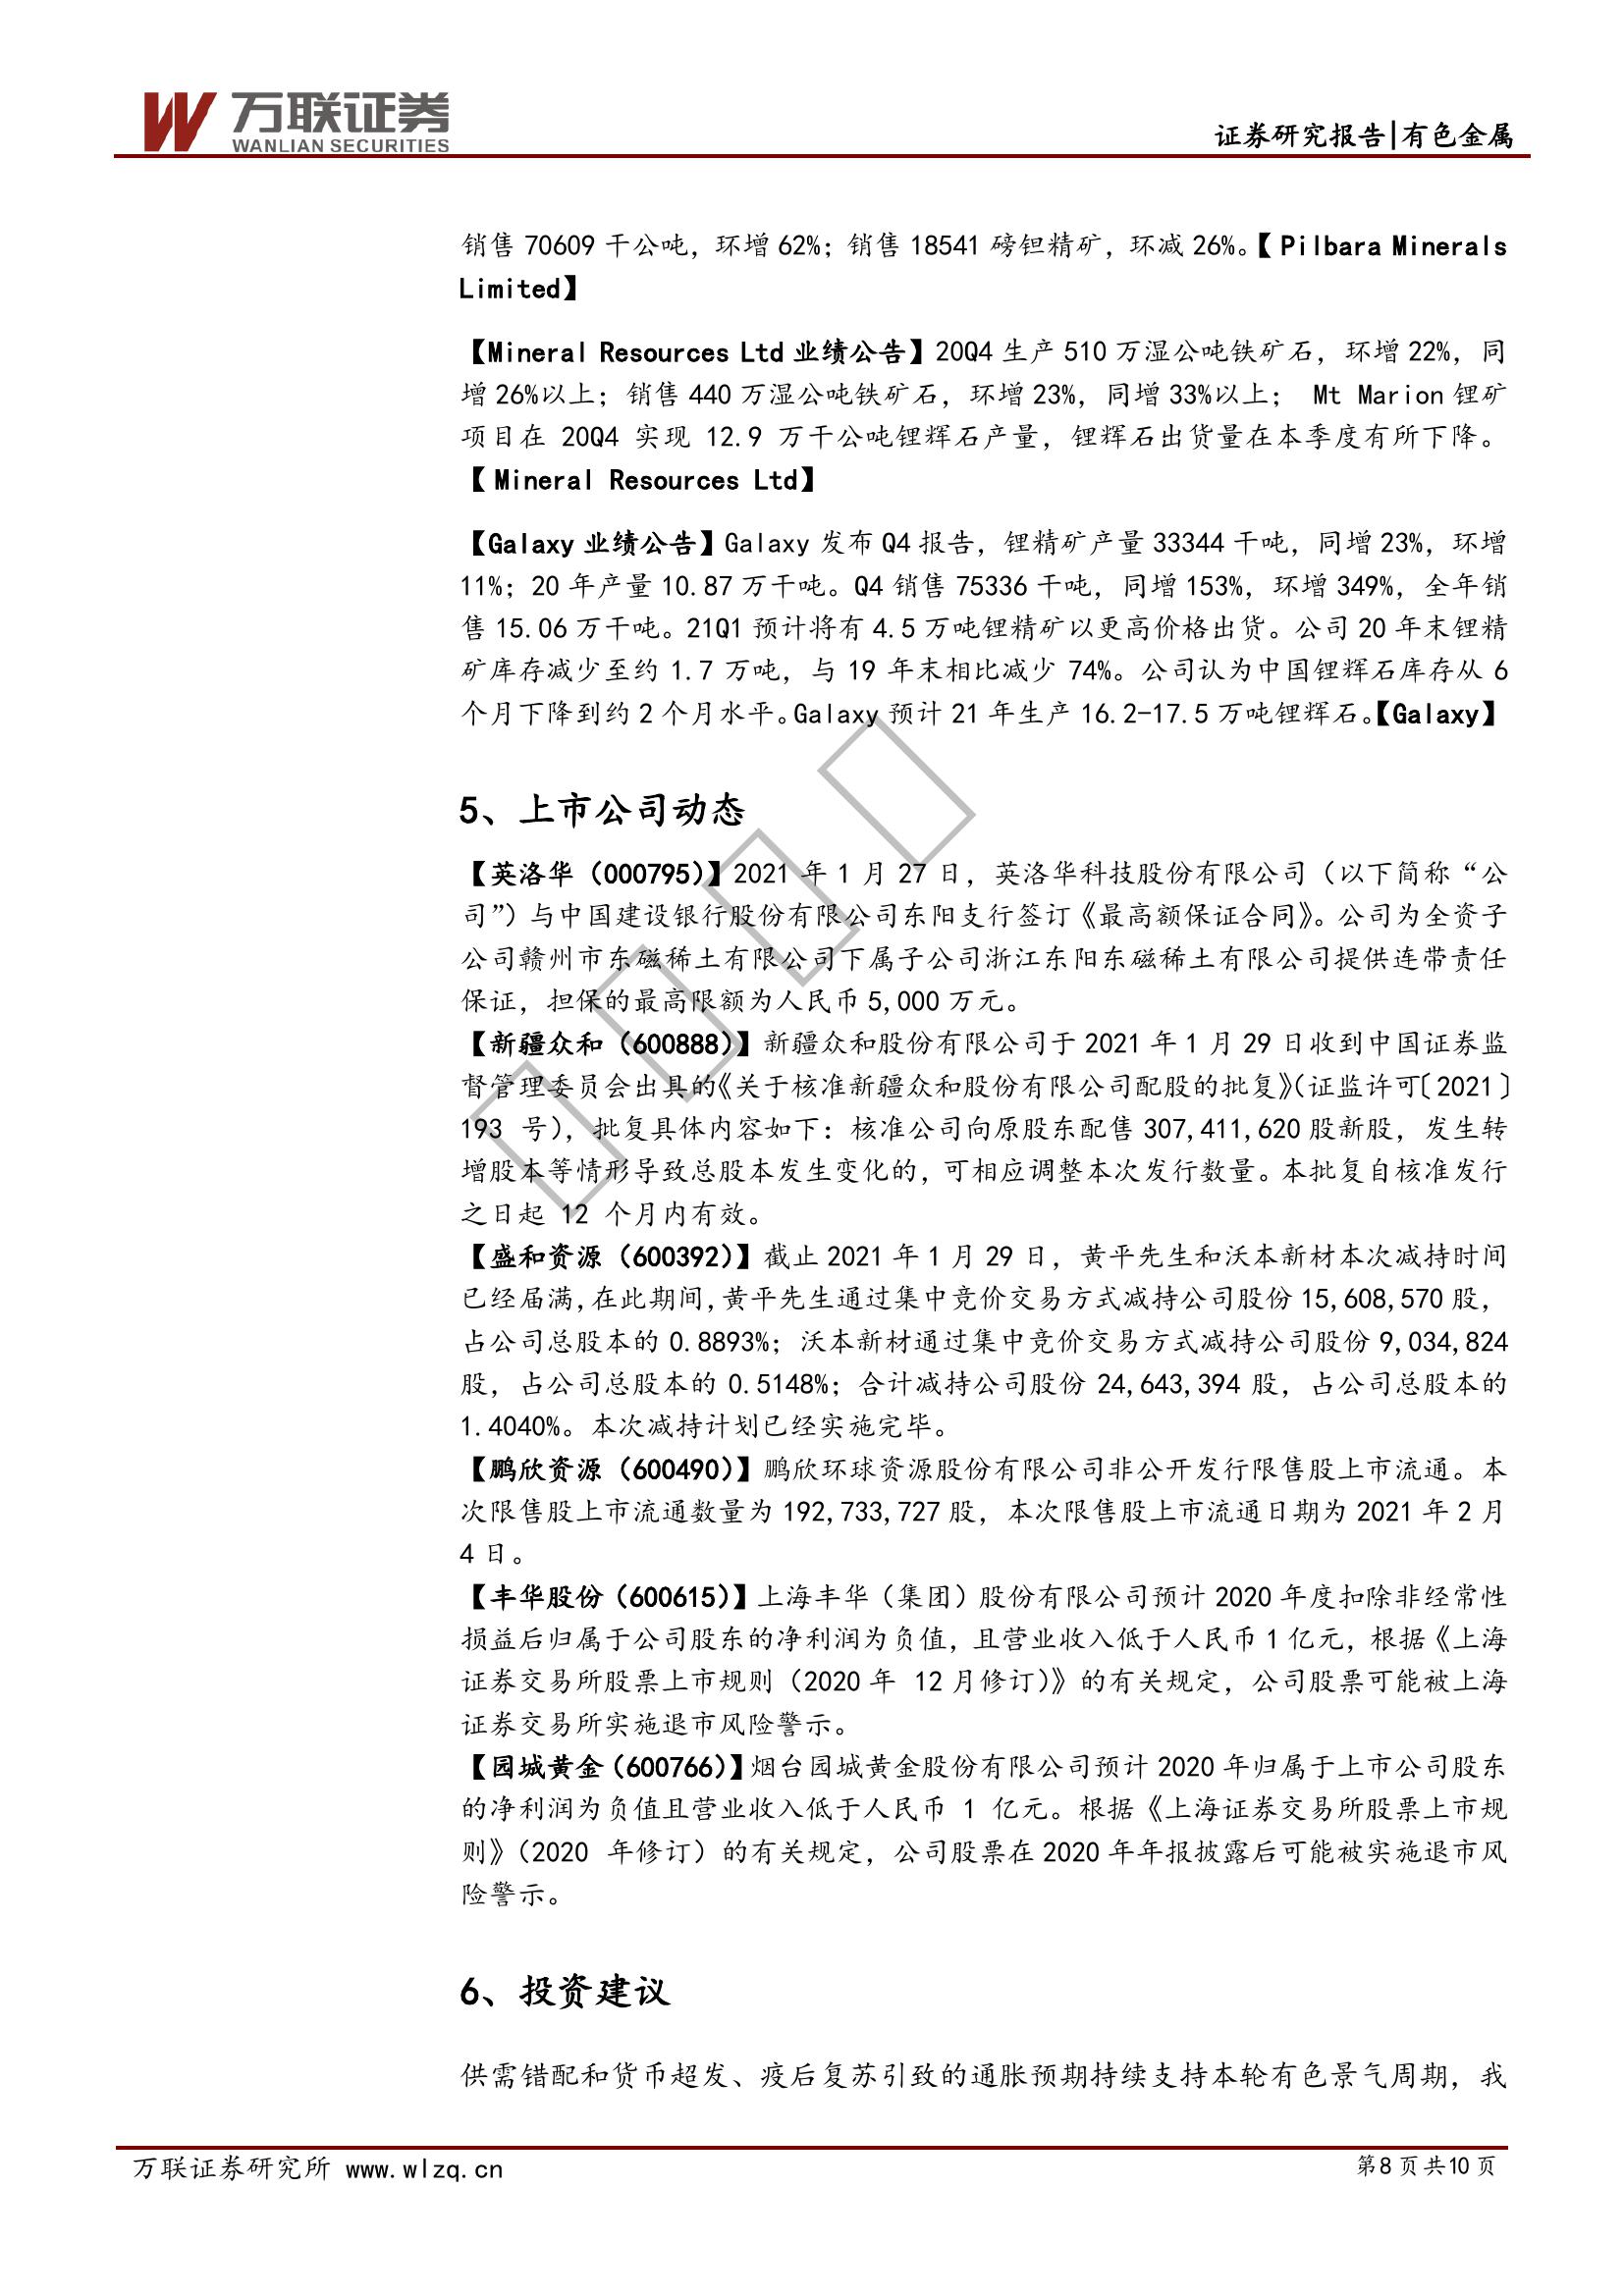 万联证券
WANLIAN SECURITIES
证券研究报告|有色金属
销售 70609 干公吨，环增 62%；销售 18541 磅钽精矿，环减 26%。【 Pilbara Minerals
Limited】
【Mineral Resources Ltd 业绩公告】20Q4 生产 510 万湿公吨铁矿石，环增 22%，同
增 26%以上；销售 440 万湿公吨铁矿石，环增 23%，同增 33%以上； Mt Marion 锂矿
项目在 20Q4 实现 12.9 万干公吨锂辉石产量，锂辉石出货量在本季度有所下降。
【 Mineral Resources Ltd】
【Galaxy 业绩公告】Galaxy 发布 Q4 报告，锂精矿产量 33344 干吨，同增 23%，环增
11%；20 年产量 10.87 万干吨。Q4 销售 75336 干吨，同增 153%，环增 349%，全年销
售 15.06 万干吨。21Q1 预计将有 4.5 万吨锂精矿以更高价格出货。公司 20 年末锂精
矿库存减少至约 1.7 万吨，与 19 年末相比减少 74%。公司认为中国锂辉石库存从 6
个月下降到约 2 个月水平。Galaxy 预计 21 年生产 16.2-17.5 万吨锂辉石。【Galaxy】
5、上市公司动态
【英洛华（000795）】2021 年 1 月 27 日，英洛华科技股份有限公司（以下简称“公
司”）与中国建设银行股份有限公司东阳支行签订《最高额保证合同》。公司为全资子
公司赣州市东磁稀土有限公司下属子公司浙江东阳东磁稀土有限公司提供连带责任
保证，担保的最高限额为人民币 5,000 万元。
【新疆众和（600888）】新疆众和股份有限公司于 2021 年 1 月 29 日收到中国证券监
督管理委员会出具的《关于核准新疆众和股份有限公司配股的批复》（证监许可〔2021〕
193 号），批复具体内容如下：核准公司向原股东配售 307,411,620 股新股，发生转
增股本等情形导致总股本发生变化的，可相应调整本次发行数量。本批复自核准发行
之日起 12 个月内有效。
【盛和资源（600392）】截止 2021 年 1 月 29 日，黄平先生和沃本新材本次减持时间
已经届满，在此期间，黄平先生通过集中竞价交易方式减持公司股份 15,608,570 股，
占公司总股本的 0.8893%；沃本新材通过集中竞价交易方式减持公司股份 9,034,824
股，占公司总股本的 0.5148%；合计减持公司股份 24,643,394 股，占公司总股本的
1.4040%。本次减持计划已经实施完毕。
【鹏欣资源（600490）】鹏欣环球资源股份有限公司非公开发行限售股上市流通。本
次限售股上市流通数量为 192,733,727 股，本次限售股上市流通日期为 2021 年 2 月
4 日。
【丰华股份（600615）】上海丰华（集团）股份有限公司预计 2020 年度扣除非经常性
损益后归属于公司股东的净利润为负值，且营业收入低于人民币 1 亿元，根据《上海
证券交易所股票上市规则（2020 年 12 月修订）》的有关规定，公司股票可能被上海
证券交易所实施退市风险警示。
【园城黄金（600766）】烟台园城黄金股份有限公司预计 2020 年归属于上市公司股东
的净利润为负值且营业收入低于人民币 1 亿元。根据《上海证券交易所股票上市规
则》（2020 年修订）的有关规定，公司股票在 2020 年年报披露后可能被实施退市风
险警示。
6、投资建议
供需错配和货币超发、疫后复苏引致的通胀预期持续支持本轮有色景气周期，我
万联证券研究所 www.wlzq.cn
第8 页共10 页